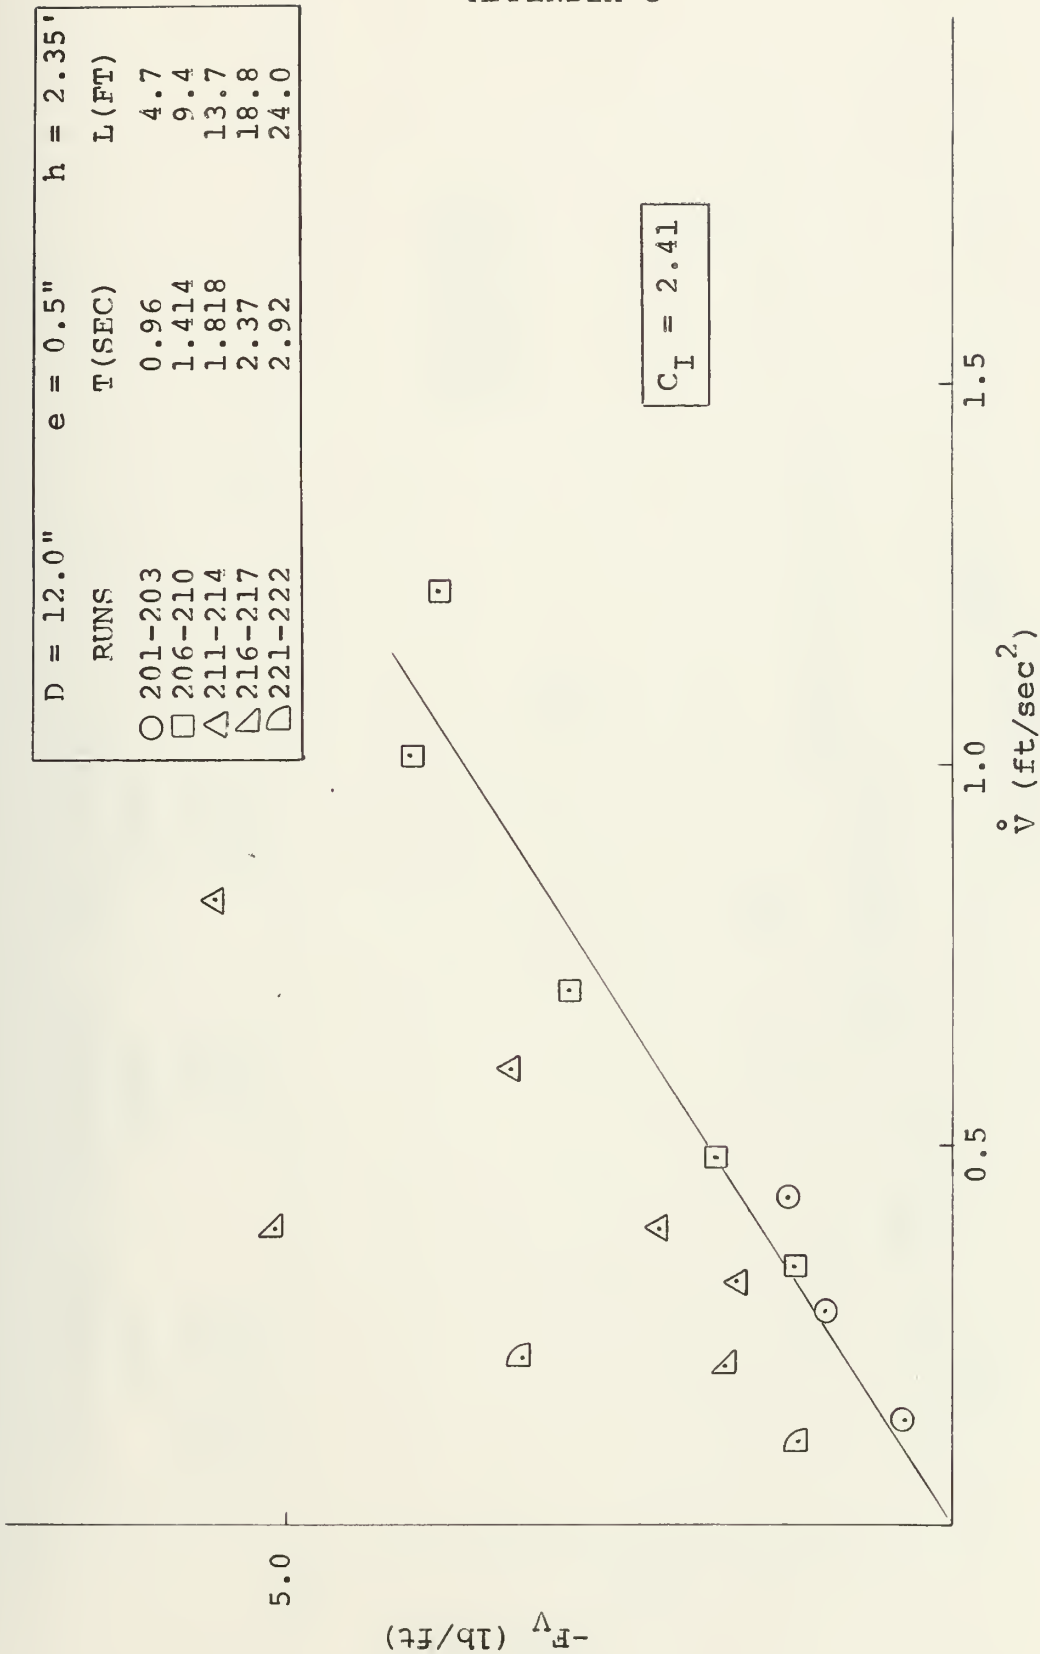 D = 12.0" e = 0.5" h = 2.35'
RUNS T(SEC) L(FT)
201-203 0.96 4.7
206-210 1.414 9.4
211-214 1.818 13.7
216-217 2.37 18.8
221-222 2.92 24.0
C_I = 2.41
5.0
-F_V (lb/ft)
0.5 1.0 1.5
V̊ (ft/sec²)